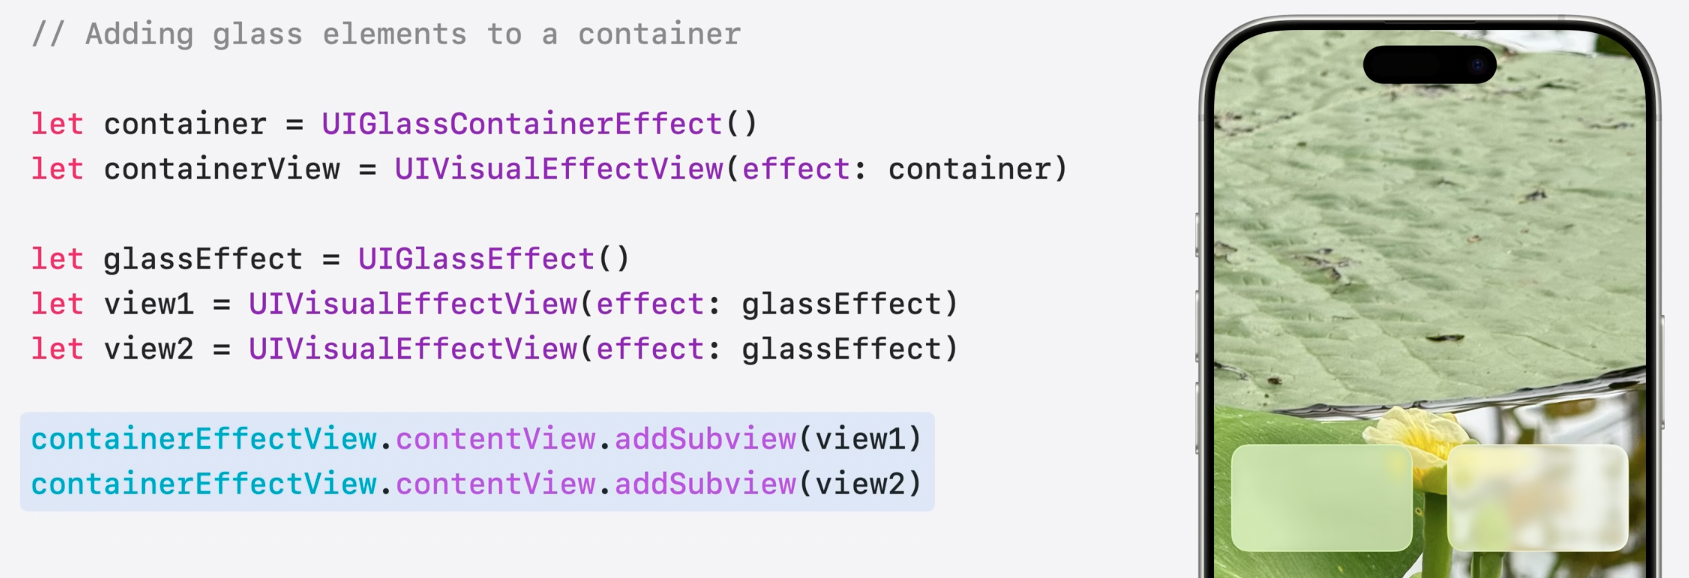 // Adding glass elements to a container
let container = UIGlassContainerEffect()
let containerView = UIVisualEffectView(effect: container)
let glassEffect = UIGlassEffect()
let view1 = UIVisualEffectView(effect: glassEffect)
let view2 = UIVisualEffectView(effect: glassEffect)
containerEffectView.contentView.addSubview(view1)
containerEffectView.contentView.addSubview(view2)